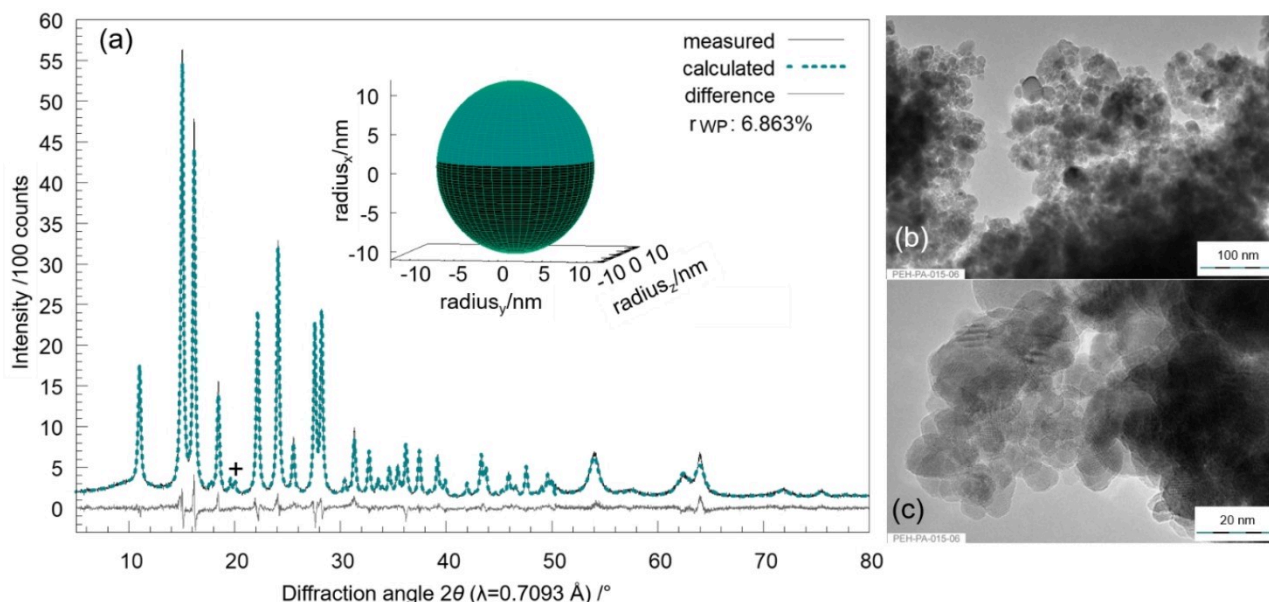 (a)
measured
calculated
difference
r WP: 6.863%
60
55
50
45
40
35
30
25
20
15
10
5
0
Intensity /100 counts
10
5
0
-5
-10
radiusx/nm
-10 -5 0 5 10
radiusy/nm
-10 0 10
radiusz/nm
+
10 20 30 40 50 60 70 80
Diffraction angle 2θ (λ=0.7093 Å) /°
(b)
100 nm
PEH-PA-015-06
(c)
20 nm
PEH-PA-015-06